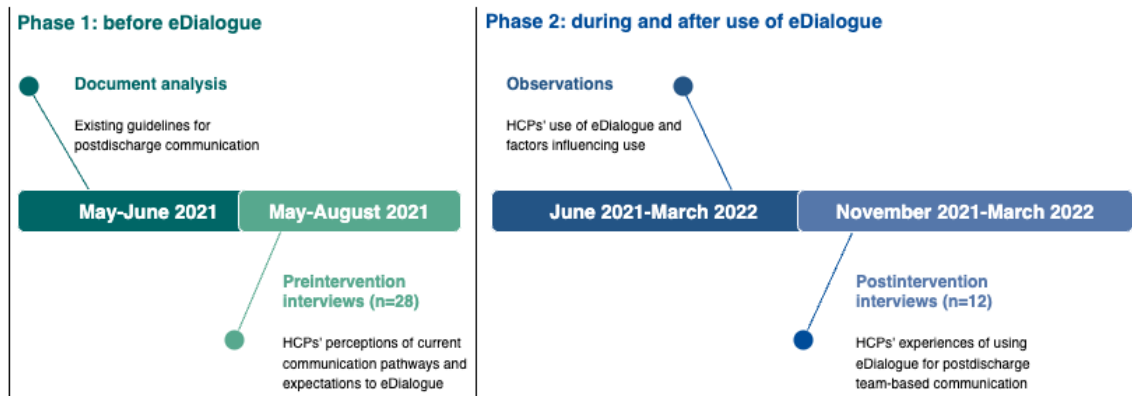 Phase 1: before eDialogue
Document analysis
Existing guidelines for
postdischarge communication
May-June 2021
May-August 2021
Preintervention
interviews (n=28)
HCPs' perceptions of current
communication pathways and
expectations to eDialogue
Phase 2: during and after use of eDialogue
Observations
HCPs' use of eDialogue and
factors influencing use
June 2021-March 2022
November 2021-March 2022
Postintervention
interviews (n=12)
HCPs' experiences of using
eDialogue for postdischarge
team-based communication